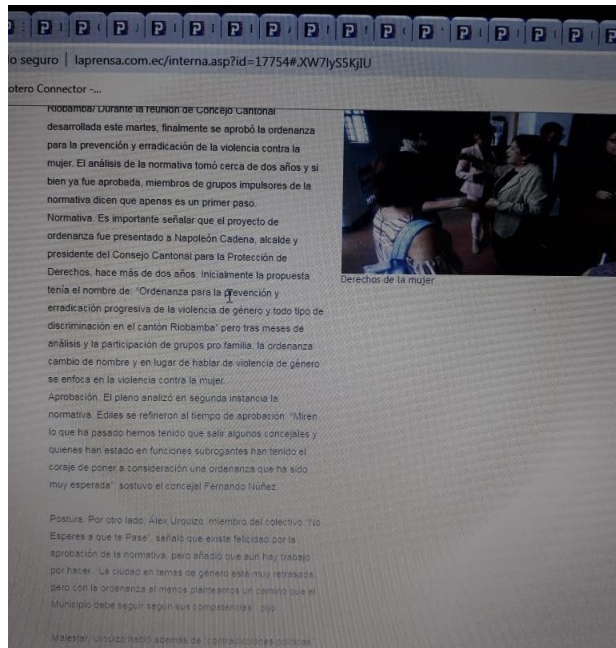 o seguro | laprensa.com.ec/interna.asp?id=17754#.XW7IyS5KjIU
otero Connector -...
Riobamba/ Durante la reunión de Concejo Cantonal
desarrollada este martes, finalmente se aprobó la ordenanza
para la prevención y erradicación de la violencia contra la
mujer. El análisis de la normativa tomó cerca de dos años y si
bien ya fue aprobada, miembros de grupos impulsores de la
normativa dicen que apenas es un primer paso.
Normativa. Es importante señalar que el proyecto de
ordenanza fue presentado a Napoleón Cadena, alcalde y
presidente del Consejo Cantonal para la Protección de
Derechos, hace más de dos años. Inicialmente la propuesta
tenía el nombre de: “Ordenanza para la prevención y
erradicación progresiva de la violencia de género y todo tipo de
discriminación en el cantón Riobamba” pero tras meses de
análisis y la participación de grupos pro familia, la ordenanza
cambio de nombre y en lugar de hablar de violencia de género
se enfoca en la violencia contra la mujer.
Aprobación. El pleno analizó en segunda instancia la
normativa. Ediles se refirieron al tiempo de aprobación. “Miren
lo que ha pasado hemos tenido que salir algunos concejales y
quienes han estado en funciones subrogantes han tenido el
coraje de poner a consideración una ordenanza que ha sido
muy esperada”, sostuvo el concejal Fernando Núñez.
Postura. Por otro lado, Álex Urquizo, miembro del colectivo “No
Esperes a que te Pase”, señaló que existe felicidad por la
aprobación de la normativa, pero añadió que aún hay trabajo
por hacer. “La ciudad en temas de género está muy retrasada,
pero con la ordenanza al menos planteamos un camino que el
Municipio debe seguir según sus competencias”, dijo.
Malestar. Urquizo habló además de “contradicciones políticas”
Derechos de la mujer